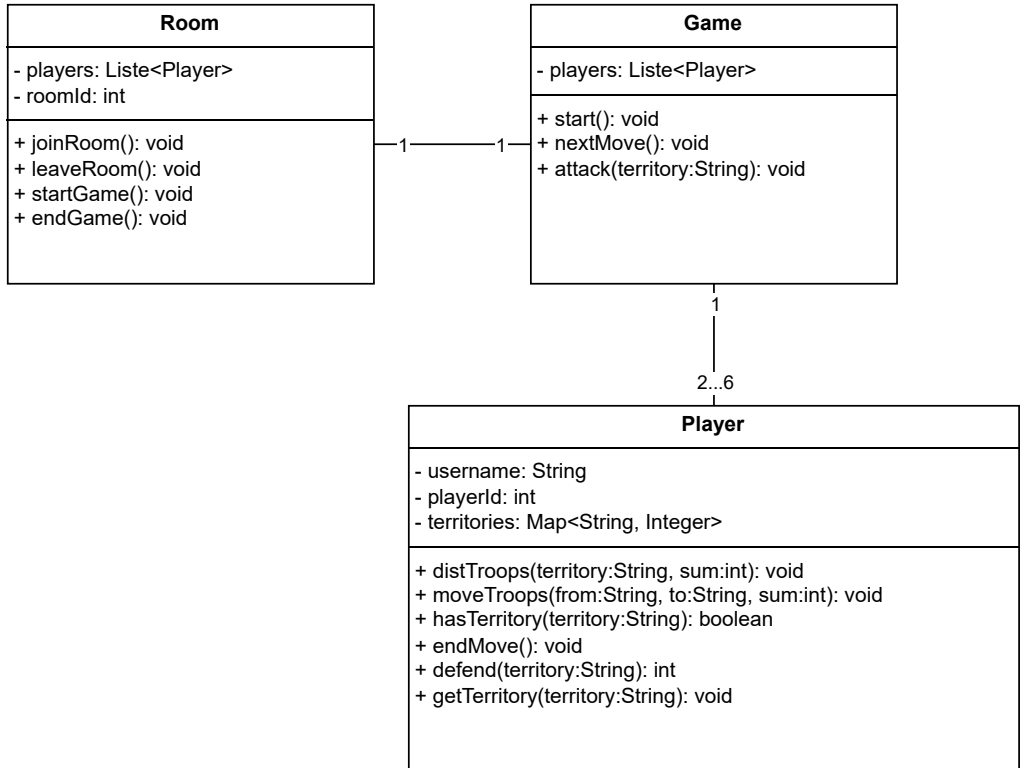 Room
- players: Liste<Player>
- roomId: int
+ joinRoom(): void
+ leaveRoom(): void
+ startGame(): void
+ endGame(): void
1
1
Game
- players: Liste<Player>
+ start(): void
+ nextMove(): void
+ attack(territory:String): void
1
2...6
Player
- username: String
- playerId: int
- territories: Map<String, Integer>
+ distTroops(territory:String, sum:int): void
+ moveTroops(from:String, to:String, sum:int): void
+ hasTerritory(territory:String): boolean
+ endMove(): void
+ defend(territory:String): int
+ getTerritory(territory:String): void